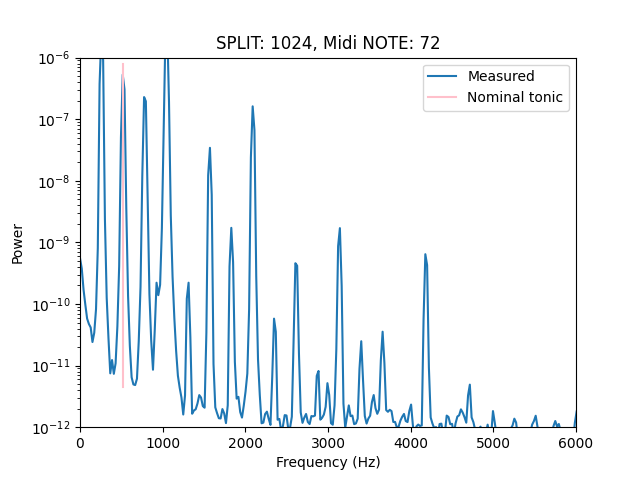 SPLIT: 1024, Midi NOTE: 72
Measured
Nominal tonic
Power
10⁻⁶
10⁻⁷
10⁻⁸
10⁻⁹
10⁻¹⁰
10⁻¹¹
10⁻¹²
0 1000 2000 3000 4000 5000 6000
Frequency (Hz)